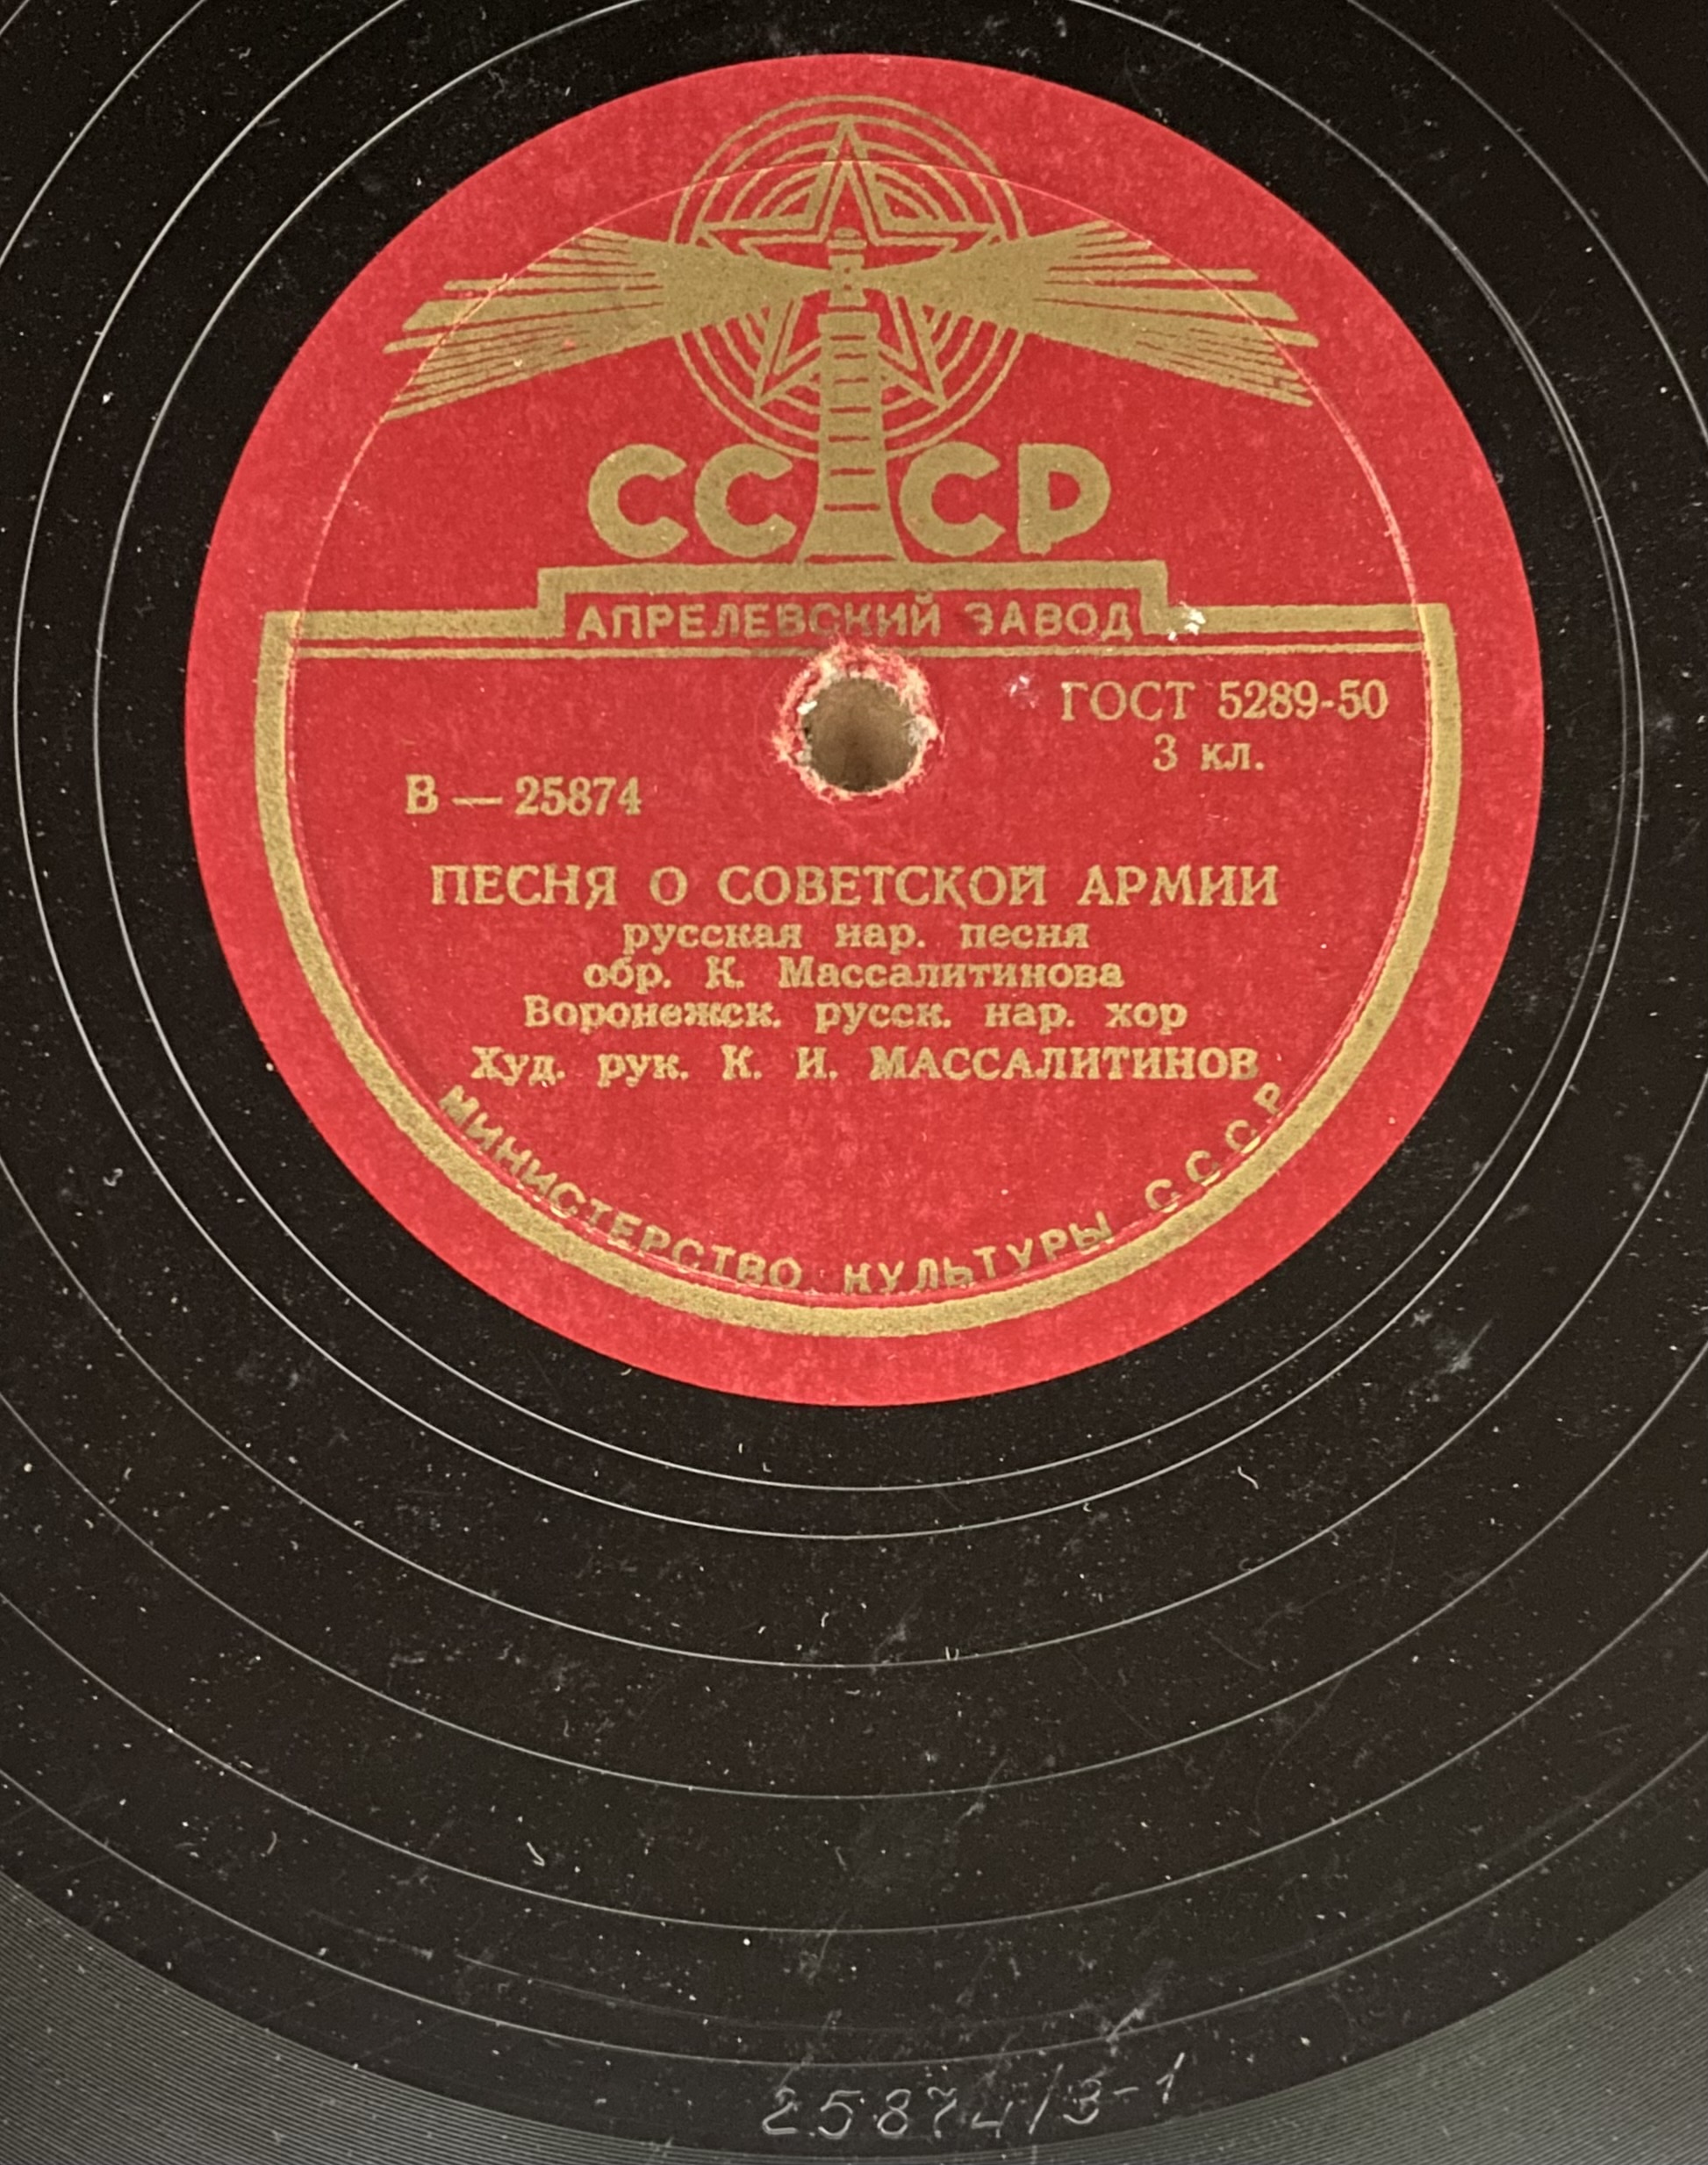 СССР
АПРЕЛЕВСКИЙ ЗАВОД
ГОСТ 5289-50
3 кл.
В — 25874
ПЕСНЯ О СОВЕТСКОЙ АРМИИ
русская нар. песня
обр. К. Массалитинова
Воронежск. русск. нар. хор
Худ. рук. К. И. МАССАЛИТИНОВ
МИНИСТЕРСТВО КУЛЬТУРЫ СССР
25874/3-1